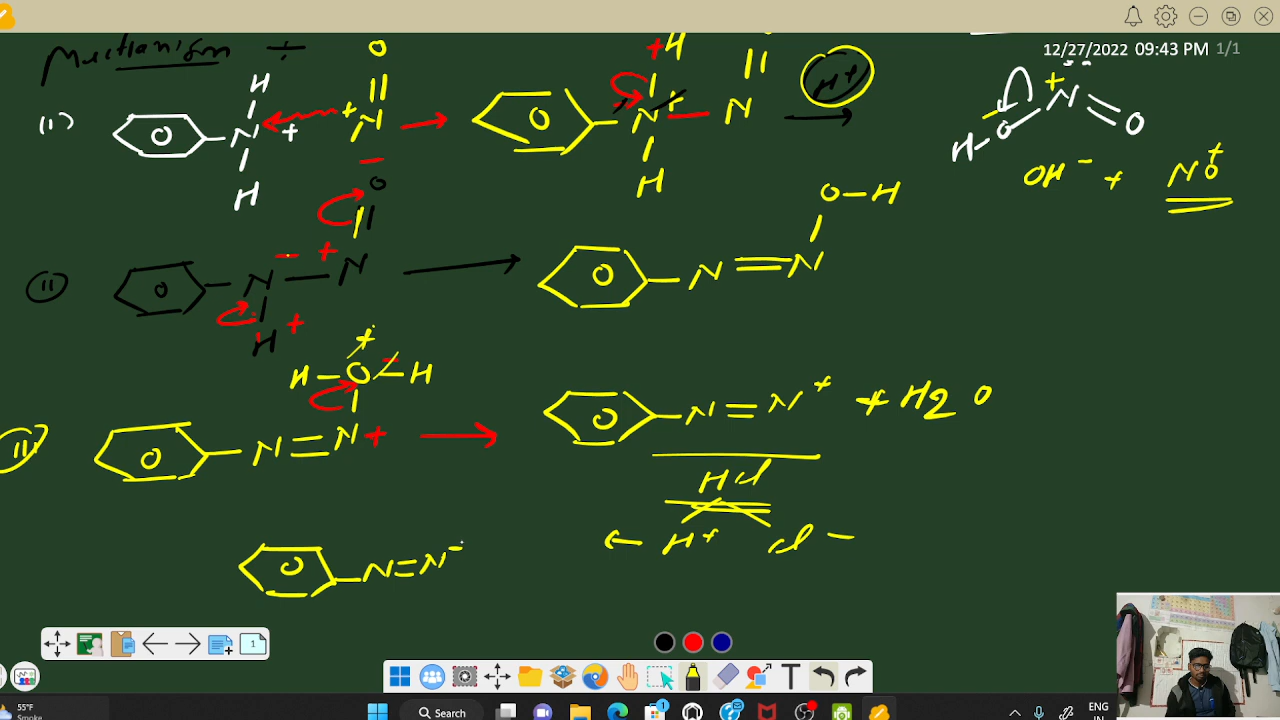 12/27/2022 09:43 PM 1/1
Mechanism ÷
(i)
H
N
H
+
O
+
N
−
O
+ H
N +
H
N
H+
H
O
N
+
O
OH − + NO +
(ii)
O
N
H
−
+
N
O
+
O
N = N
O − H
(iii)
O
N = N +
H − O − H
+
−
O
N = N + + H2O
HCl
← H+ Cl −
O
N = N −
1
T
55°F
Smoke
Search
ENG
IN